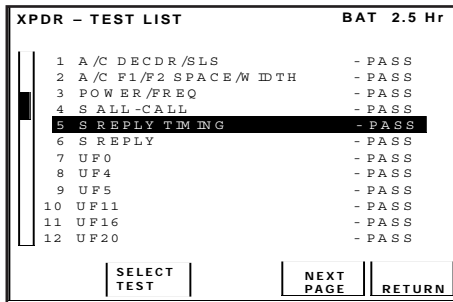 XPDR – TEST LIST BAT 2.5 Hr
1 A/C DECDR/SLS - PASS
2 A/C F1/F2 SPACE/WIDTH - PASS
3 POWER/FREQ - PASS
4 S ALL-CALL - PASS
5 S REPLY TIMING - PASS
6 S REPLY - PASS
7 UF0 - PASS
8 UF4 - PASS
9 UF5 - PASS
10 UF11 - PASS
11 UF16 - PASS
12 UF20 - PASS
SELECT TEST
NEXT PAGE
RETURN